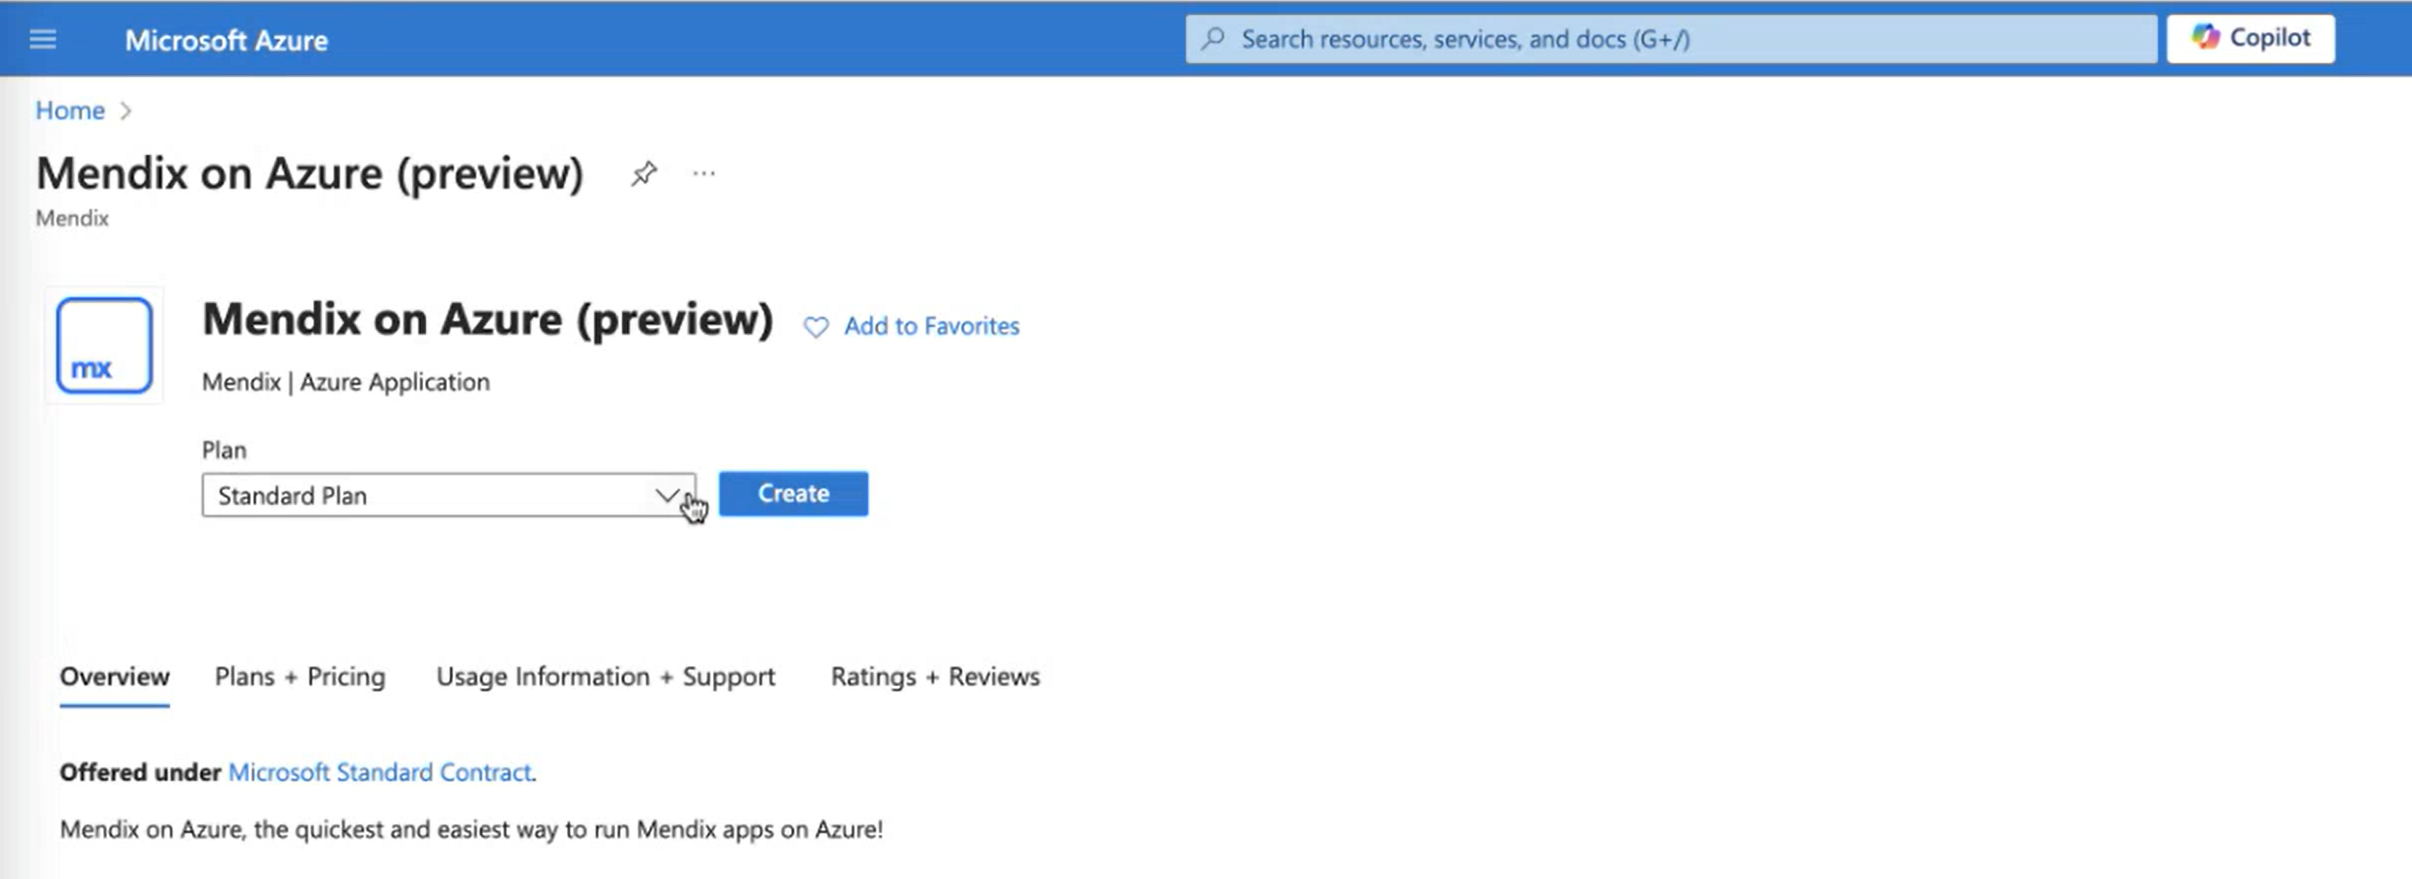 Microsoft Azure
Search resources, services, and docs (G+/)
Copilot
Home
Mendix on Azure (preview)
Mendix
mx
Mendix on Azure (preview)
Add to Favorites
Mendix | Azure Application
Plan
Standard Plan
Create
Overview
Plans + Pricing
Usage Information + Support
Ratings + Reviews
Offered under Microsoft Standard Contract.
Mendix on Azure, the quickest and easiest way to run Mendix apps on Azure!